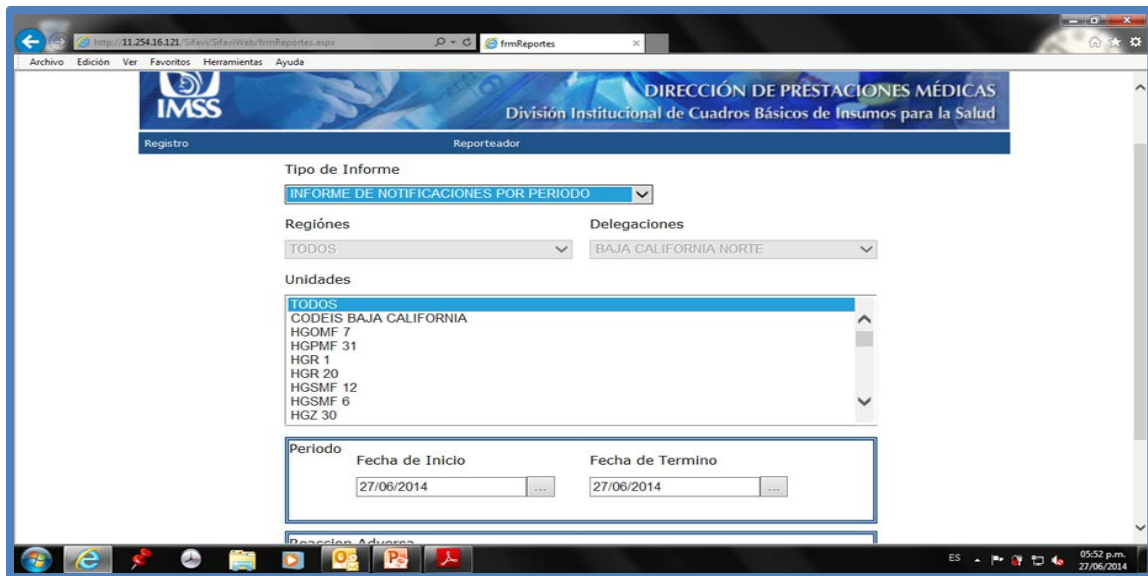 http://11.254.16.121/Sifavi/SifaviWeb/frmReportes.aspx
frmReportes
Archivo Edición Ver Favoritos Herramientas Ayuda
IMSS
DIRECCIÓN DE PRESTACIONES MÉDICAS
División Institucional de Cuadros Básicos de Insumos para la Salud
Registro Reporteador
Tipo de Informe
INFORME DE NOTIFICACIONES POR PERIODO
Regiónes Delegaciones
TODOS BAJA CALIFORNIA NORTE
Unidades
TODOS
CODEIS BAJA CALIFORNIA
HGOMF 7
HGPMF 31
HGR 1
HGR 20
HGSMF 12
HGSMF 6
HGZ 30
Periodo
Fecha de Inicio Fecha de Termino
27/06/2014 ... 27/06/2014 ...
Reaccion Adversa
ES 05:52 p.m.
27/06/2014